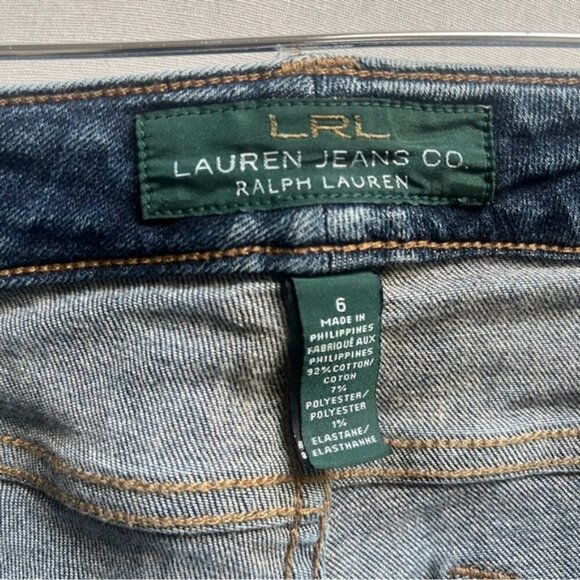 LRL
LAUREN JEANS CO.
RALPH LAUREN
6
MADE IN
PHILIPPINES
FABRIQUÉ AUX
PHILIPPINES
92% COTTON/
COTON
7%
POLYESTER/
POLYESTER
1%
ELASTANE/
ELASTHANNE